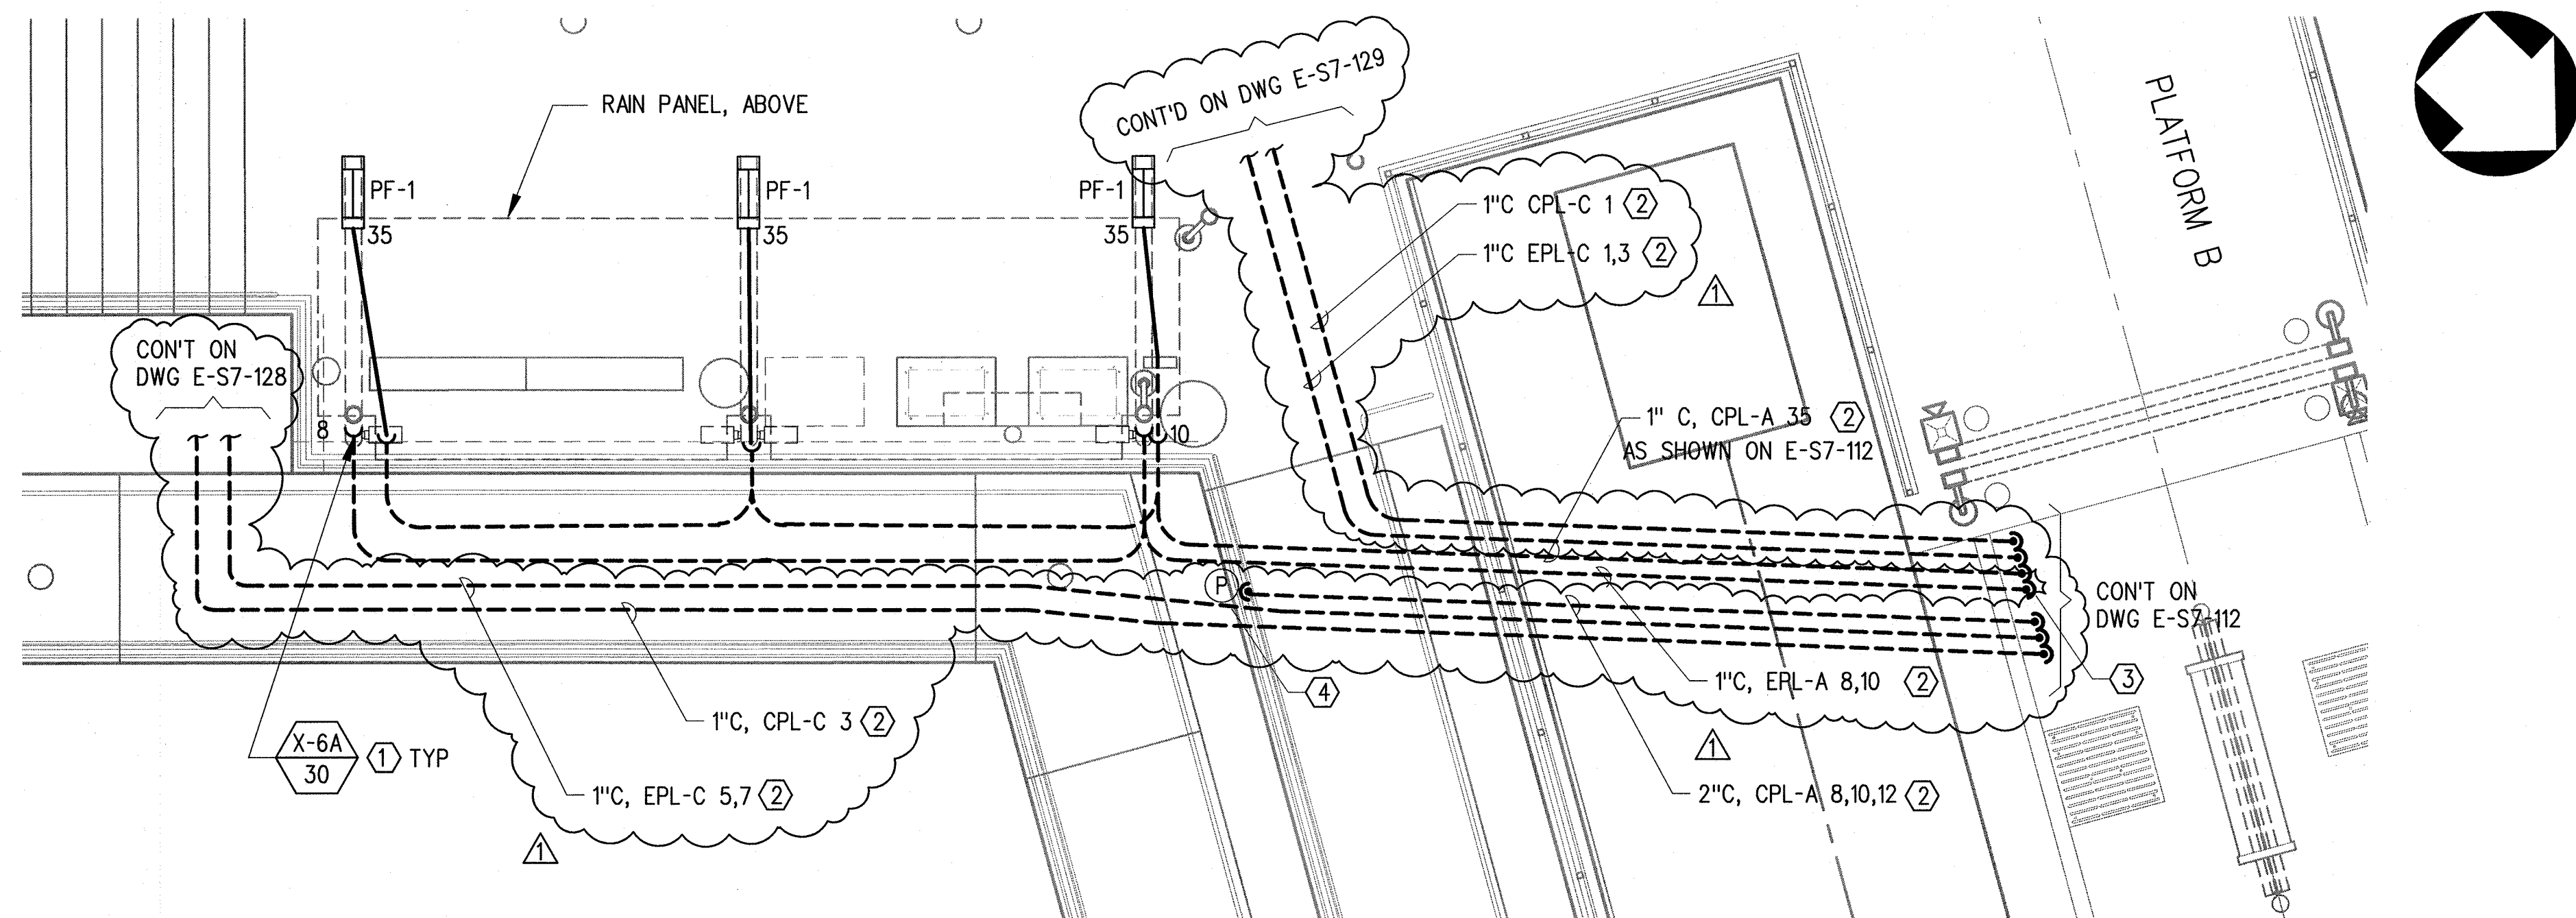 CONT'D ON DWG E-S7-129
RAIN PANEL, ABOVE
PLATFORM B
PF-1
PF-1
PF-1
35
35
35
1"C CPL-C 1 2
1"C EPL-C 1,3 2
1
CON'T ON
DWG E-S7-128
8
10
1" C, CPL-A 35 2
AS SHOWN ON E-S7-112
P
CON'T ON
DWG E-S7-112
3
4
1"C, EPL-A 8,10 2
1"C, CPL-C 3 2
1
X-6A
30
1 TYP
1"C, EPL-C 5,7 2
2"C, CPL-A 8,10,12 2
1